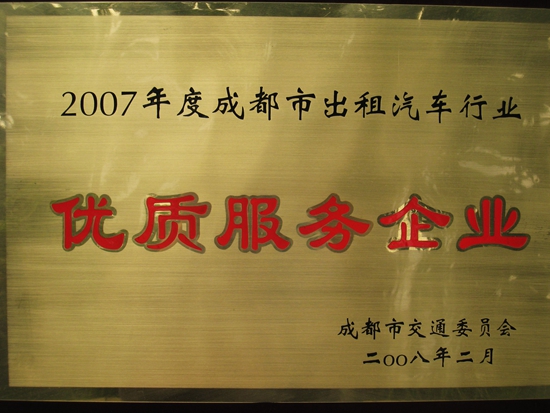 2007年度成都市出租汽车行业
优质服务企业
成都市交通委员会
二00八年二月